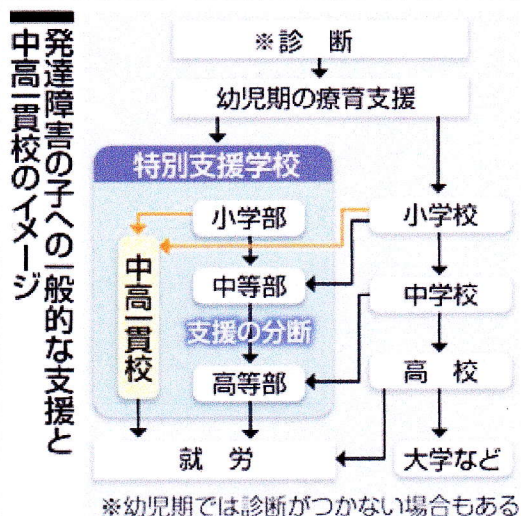 発達障害の子への一般的な支援と
中高一貫校のイメージ
※診　断
幼児期の療育支援
特別支援学校
小学部
小学校
中高一貫校
中等部
中学校
支援の分断
高等部
高　校
就　労
大学など
※幼児期では診断がつかない場合もある